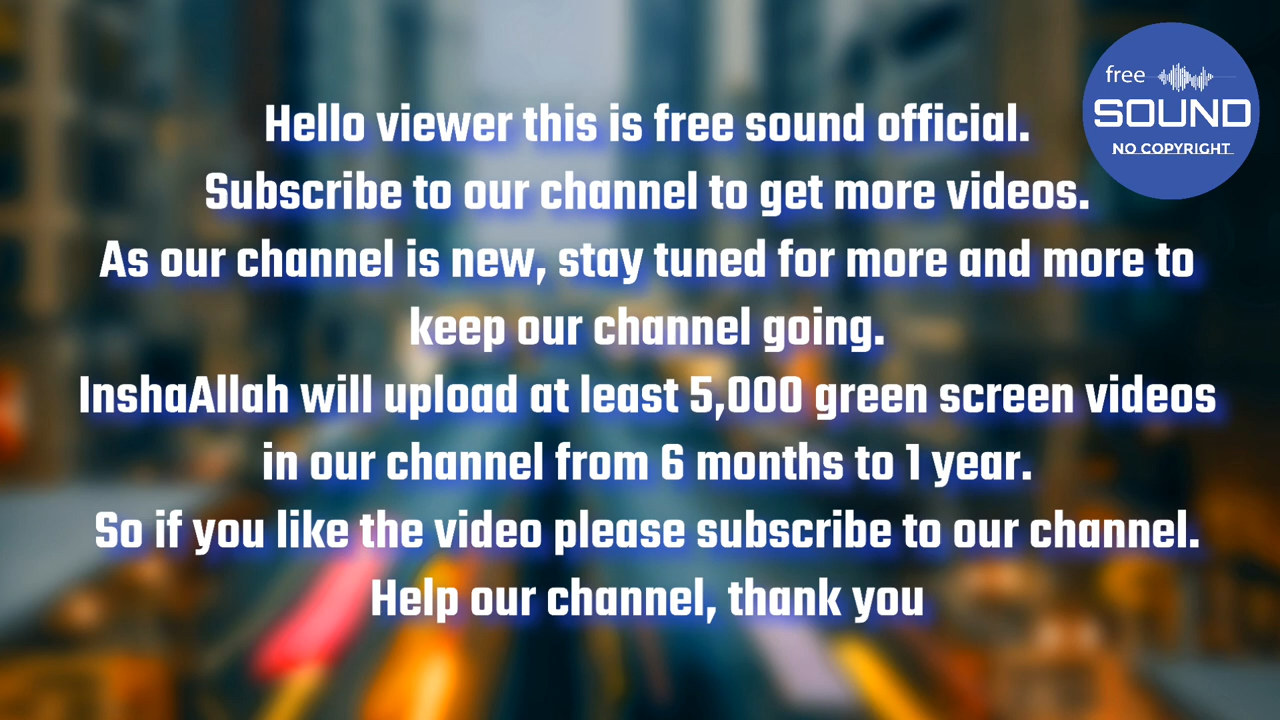 Hello viewer this is free sound official.
Subscribe to our channel to get more videos.
As our channel is new, stay tuned for more and more to
keep our channel going.
InshaAllah will upload at least 5,000 green screen videos
in our channel from 6 months to 1 year.
So if you like the video please subscribe to our channel.
Help our channel, thank you
free
SOUND
NO COPYRIGHT